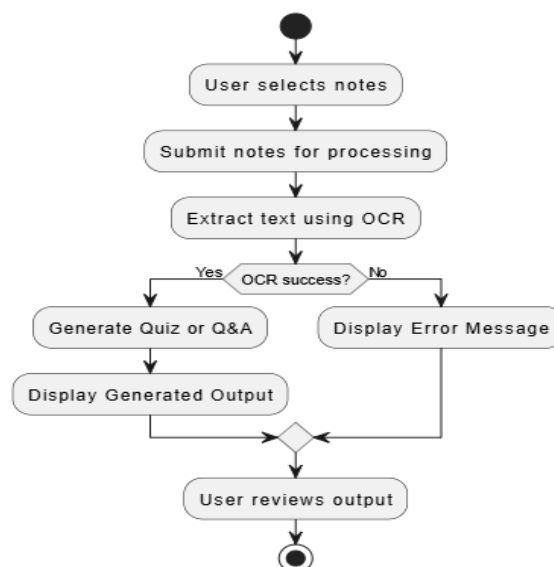 User selects notes
Submit notes for processing
Extract text using OCR
Yes
OCR success?
No
Generate Quiz or Q&A
Display Error Message
Display Generated Output
User reviews output